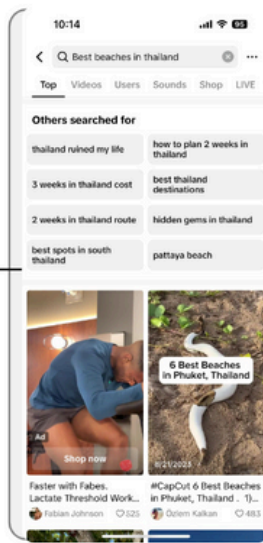 10:14
95
Best beaches in thailand
Top Videos Users Sounds Shop LIVE
Others searched for
thailand ruined my life
how to plan 2 weeks in
thailand
3 weeks in thailand cost
best thailand
destinations
2 weeks in thailand route
hidden gems in thailand
best spots in south
thailand
pattaya beach
Ad
Shop now
6 Best Beaches
in Phuket, Thailand
8/21/2023
Faster with Fabes.
Lactate Threshold Work...
Fabian Johnson 525
#CapCut 6 Best Beaches
in Phuket, Thailand . 1)...
Özlem Kalkan 483